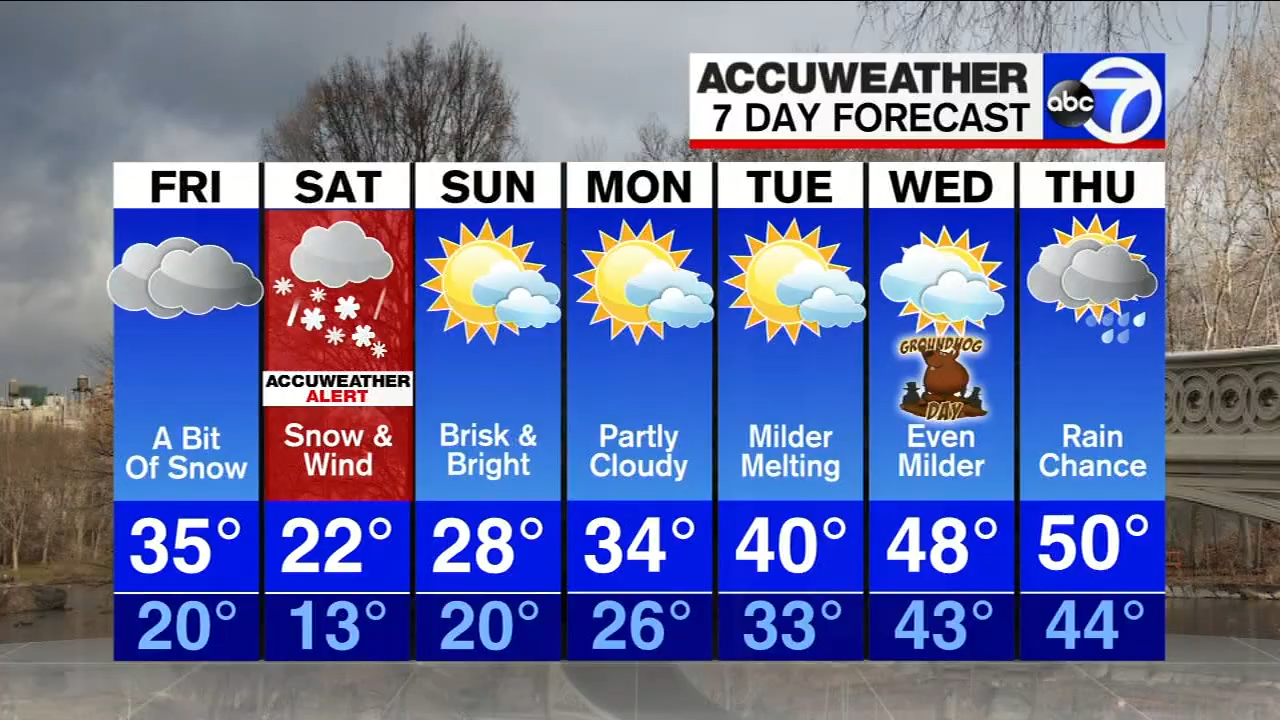 ACCUWEATHER
7 DAY FORECAST
abc 7
FRI SAT SUN MON TUE WED THU
GROUNDHOG
DAY
ACCUWEATHER
ALERT
A Bit
Of Snow
Snow &
Wind
Brisk &
Bright
Partly
Cloudy
Milder
Melting
Even
Milder
Rain
Chance
35° 22° 28° 34° 40° 48° 50°
20° 13° 20° 26° 33° 43° 44°